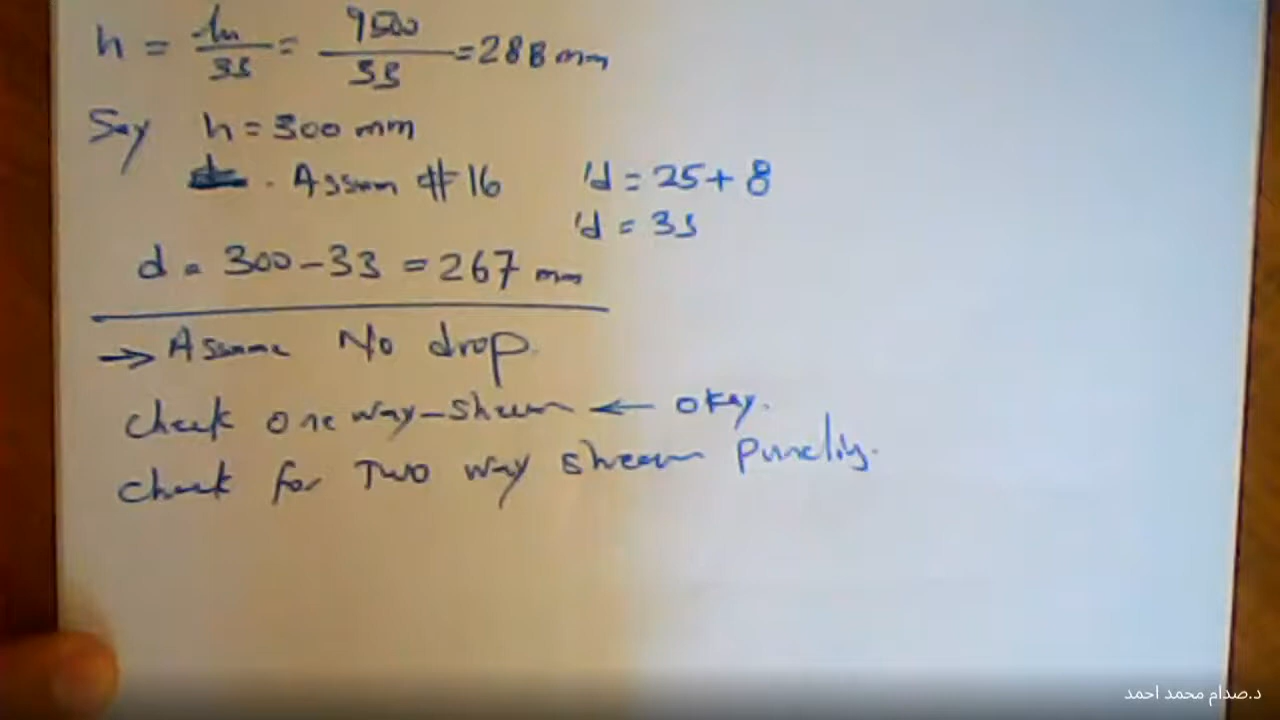 h = ln/33 = 9500/33 = 288 mm
Say h = 300 mm
Assum #16 'd = 25 + 8
'd = 33
d = 300 - 33 = 267 mm
→ Assume No drop.
check one way-shear ← okay.
check for Two way shear
د.صدام محمد احمد